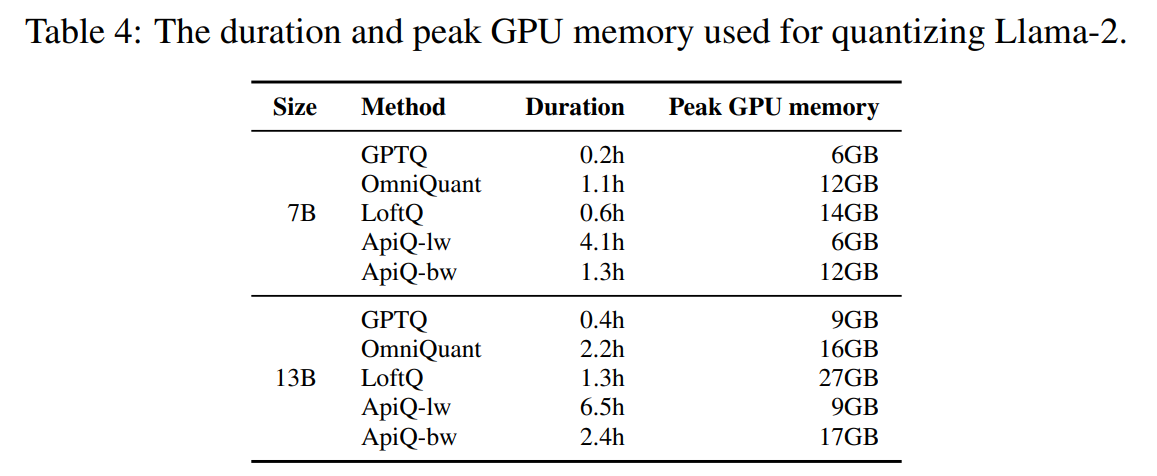 Table 4: The duration and peak GPU memory used for quantizing Llama-2.
Size Method Duration Peak GPU memory
GPTQ 0.2h 6GB
OmniQuant 1.1h 12GB
7B LoftQ 0.6h 14GB
ApiQ-lw 4.1h 6GB
ApiQ-bw 1.3h 12GB
GPTQ 0.4h 9GB
OmniQuant 2.2h 16GB
13B LoftQ 1.3h 27GB
ApiQ-lw 6.5h 9GB
ApiQ-bw 2.4h 17GB